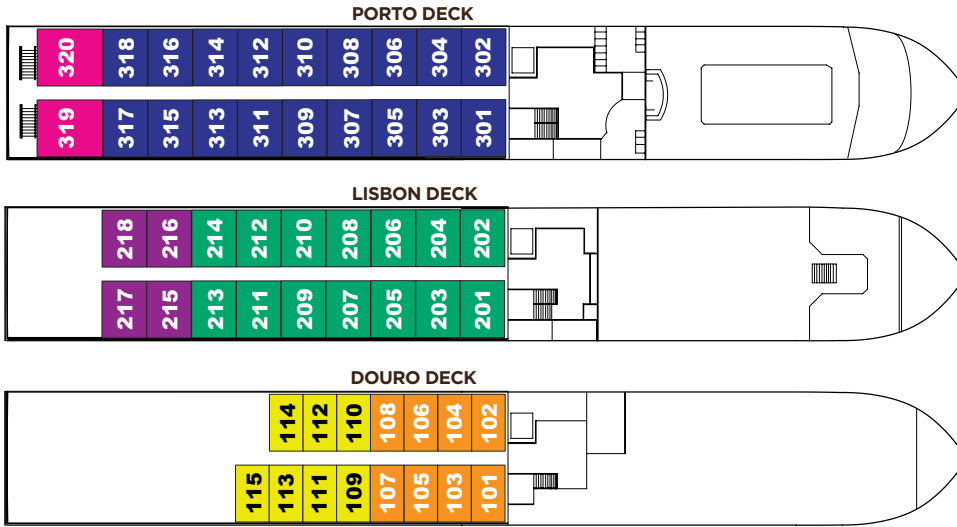 PORTO DECK
320 318 316 314 312 310 308 306 304 302
319 317 315 313 311 309 307 305 303 301
LISBON DECK
218 216 214 212 210 208 206 204 202
217 215 213 211 209 207 205 203 201
DOURO DECK
114 112 110 108 106 104 102
115 113 111 109 107 105 103 101